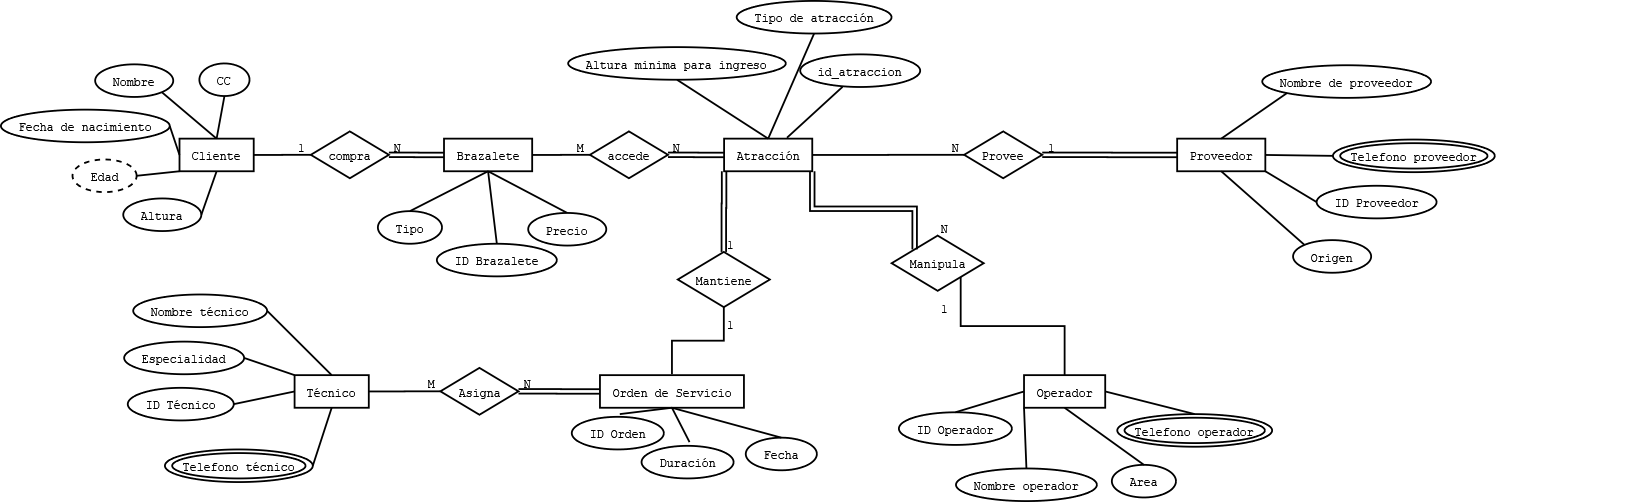 Tipo de atracción
Altura minima para ingreso
id_atraccion
Nombre
CC
Nombre de proveedor
Fecha de nacimiento
Cliente
1
compra
N
Brazalete
M
accede
N
Atracción
N
Provee
1
Proveedor
Telefono proveedor
Edad
ID Proveedor
Altura
Tipo
Precio
ID Brazalete
1
Mantiene
N
Manipula
Origen
Nombre técnico
1
1
Especialidad
Técnico
M
Asigna
N
Orden de Servicio
Operador
ID Técnico
ID Orden
ID Operador
Telefono operador
Telefono técnico
Duración
Fecha
Nombre operador
Area